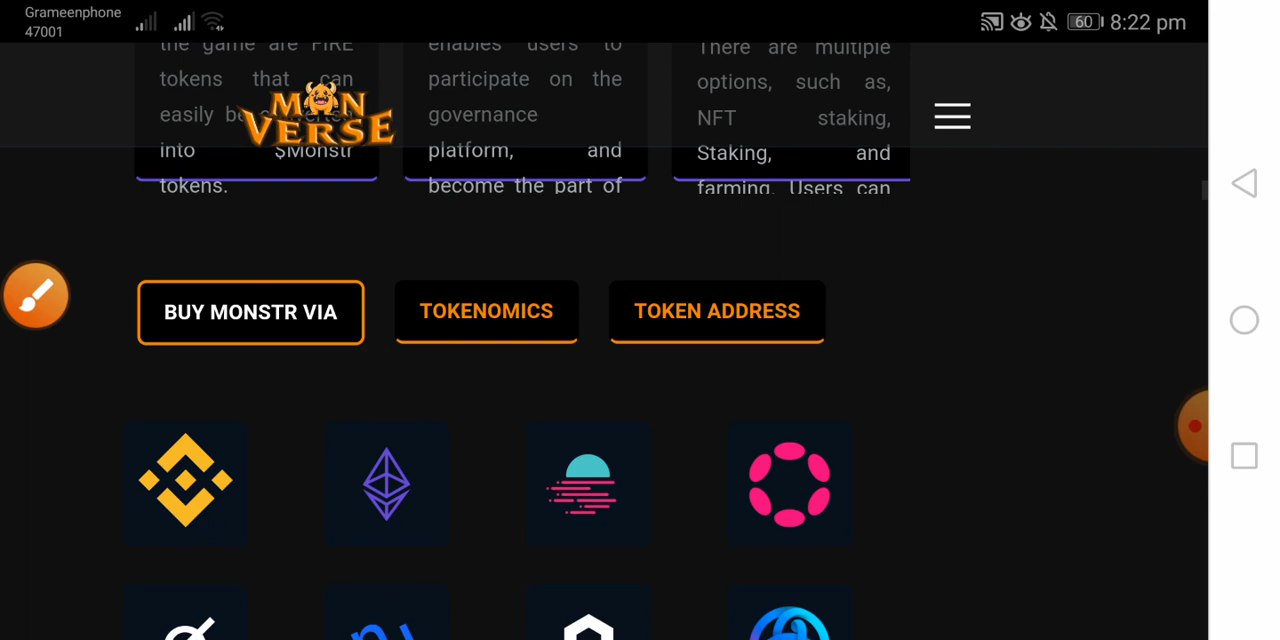 Grameenphone
47001
60
8:22 pm
the game are FIRE
tokens that can
easily be converted
into $Monstr
tokens.
enables users to
participate on the
governance
platform, and
become the part of
There are multiple
options, such as,
NFT staking,
Staking, and
farming. Users can
MONVERSE
BUY MONSTR VIA
TOKENOMICS
TOKEN ADDRESS